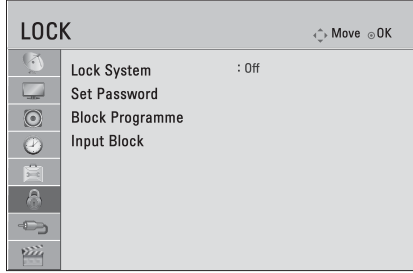 LOCK
Move OK
Lock System : Off
Set Password
Block Programme
Input Block